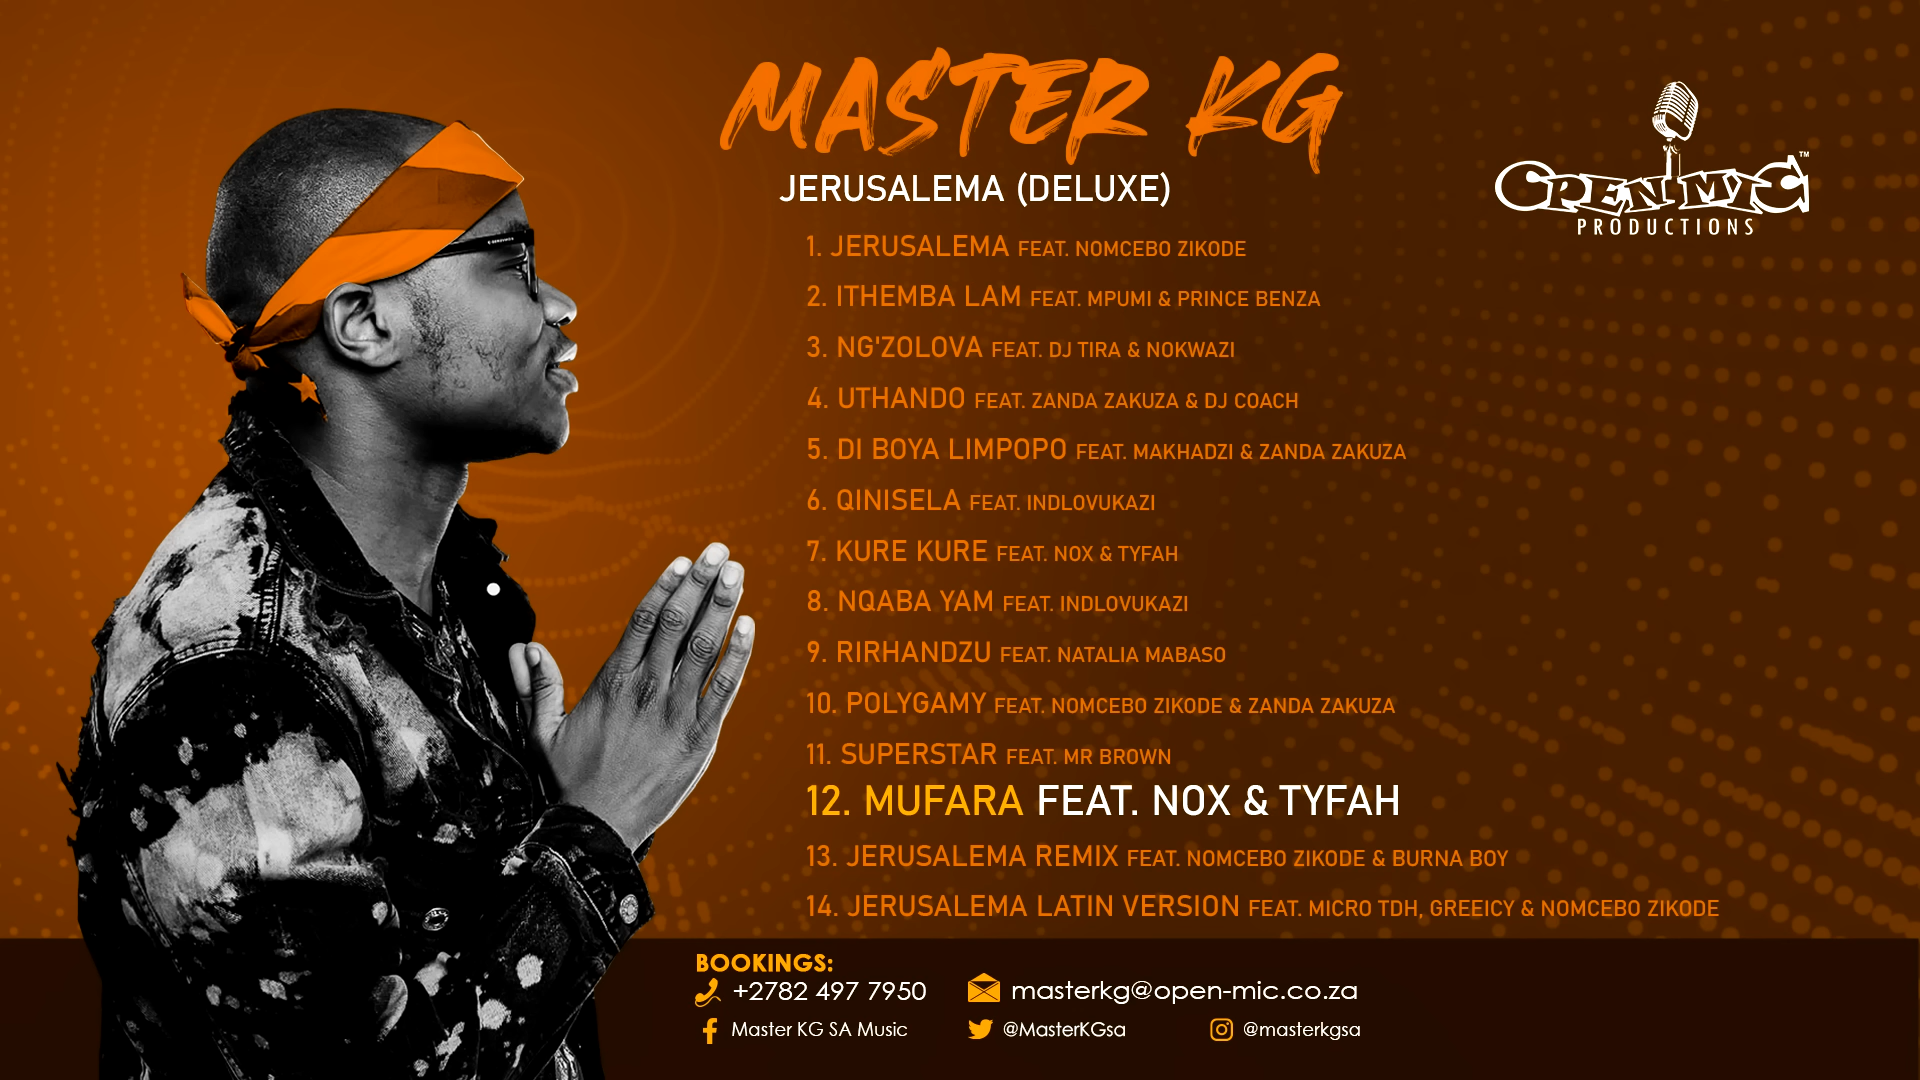 MASTER KG
JERUSALEMA (DELUXE)
OPEN MIC™
PRODUCTIONS
1. JERUSALEMA FEAT. NOMCEBO ZIKODE
2. ITHEMBA LAM FEAT. MPUMI & PRINCE BENZA
3. NG'ZOLOVA FEAT. DJ TIRA & NOKWAZI
4. UTHANDO FEAT. ZANDA ZAKUZA & DJ COACH
5. DI BOYA LIMPOPO FEAT. MAKHADZI & ZANDA ZAKUZA
6. QINISELA FEAT. INDLOVUKAZI
7. KURE KURE FEAT. NOX & TYFAH
8. NQABA YAM FEAT. INDLOVUKAZI
9. RIRHANDZU FEAT. NATALIA MABASO
10. POLYGAMY FEAT. NOMCEBO ZIKODE & ZANDA ZAKUZA
11. SUPERSTAR FEAT. MR BROWN
12. MUFARA FEAT. NOX & TYFAH
13. JERUSALEMA REMIX FEAT. NOMCEBO ZIKODE & BURNA BOY
14. JERUSALEMA LATIN VERSION FEAT. MICRO TDH, GREEICY & NOMCEBO ZIKODE
BOOKINGS:
+2782 497 7950 masterkg@open-mic.co.za
Master KG SA Music @MasterKGsa @masterkgsa